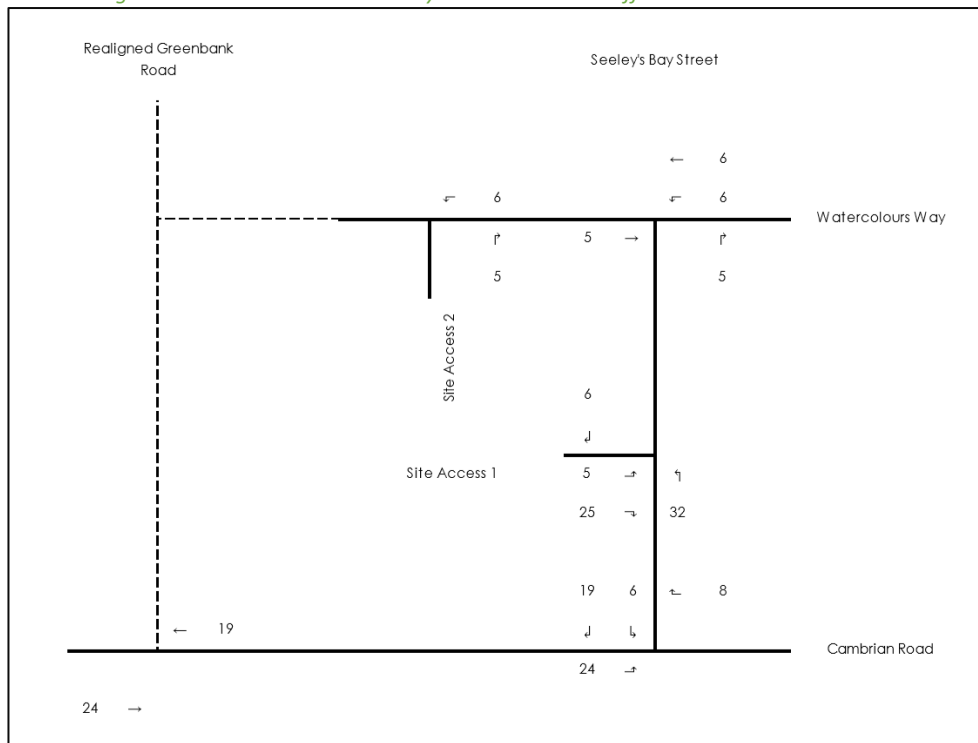 Realigned Greenbank
Road
Seeley's Bay Street
← 6
6 6
Watercolours Way
5 → 
5 5
Site Access 2
6
Site Access 1
5
25 32
19 6 8
← 19
Cambrian Road
24
24 →